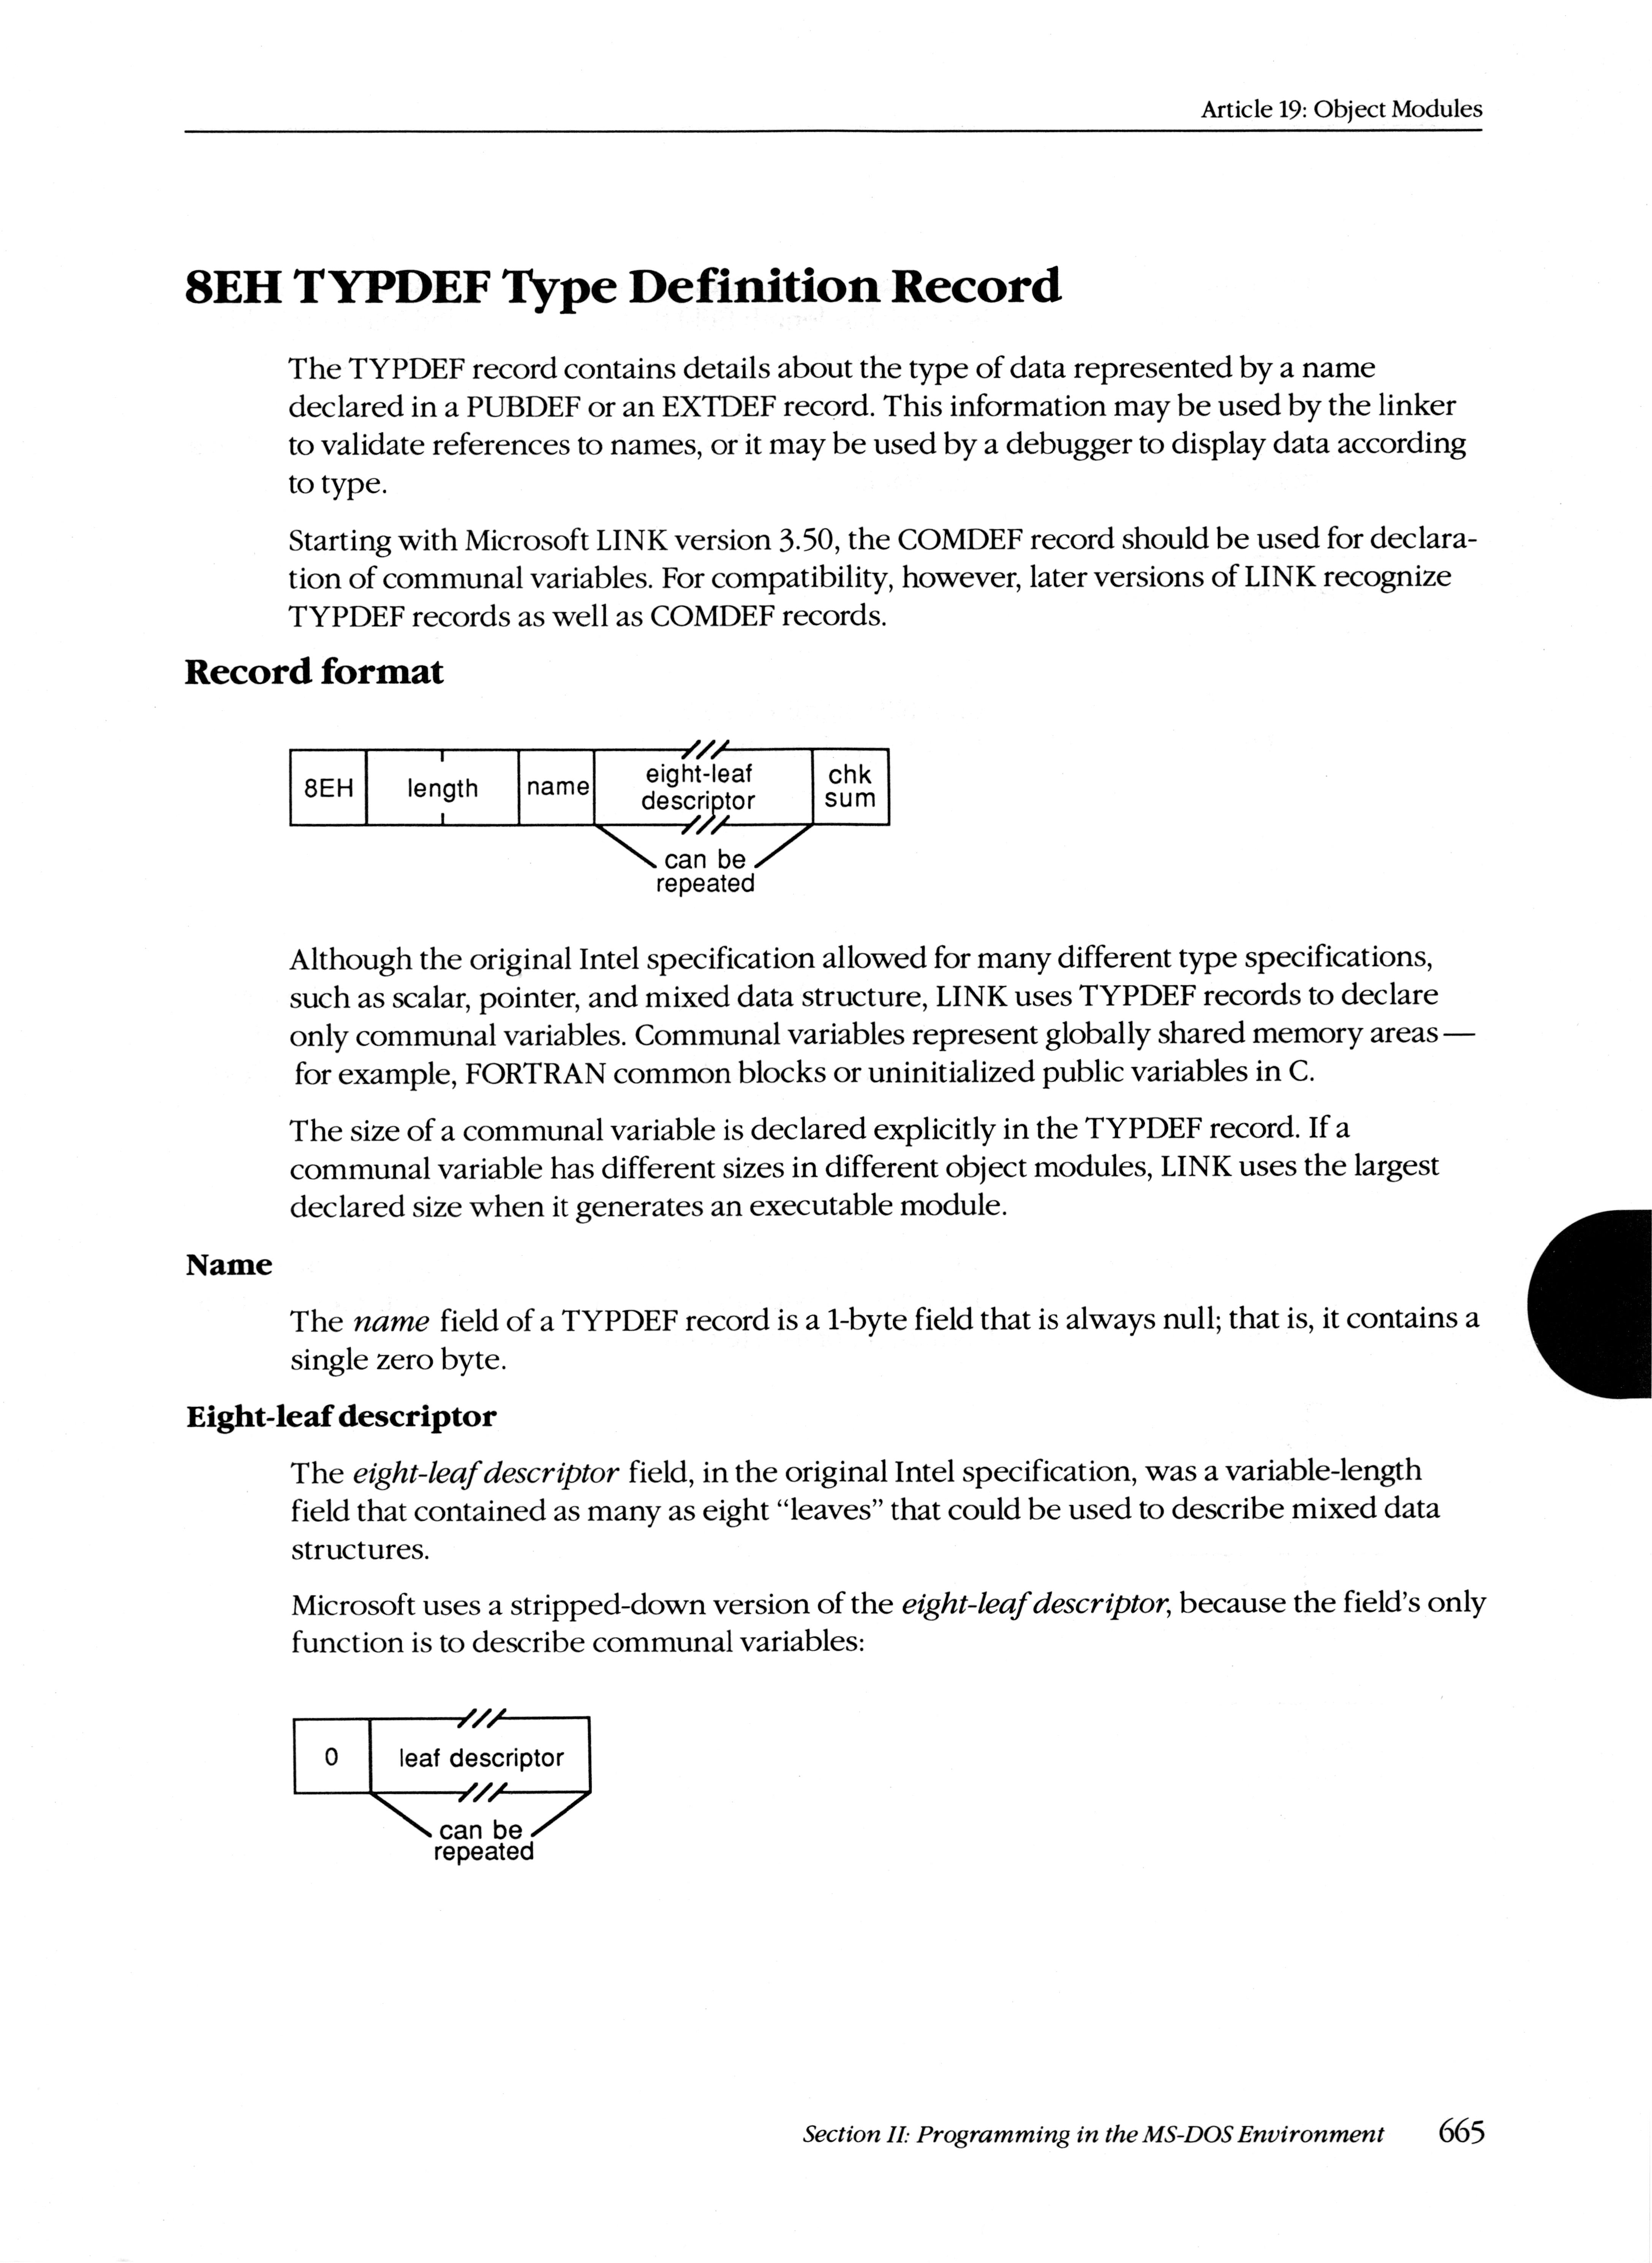 Article 19: Object Modules
8EH TYPDEF Type Definition Record
The TYPDEF record contains details about the type of data represented by a name
declared in a PUBDEF or an EXTDEF record. This information may be used by the linker
to validate references to names, or it may be used by a debugger to display data according
to type.
Starting with Microsoft LINK version 3.50, the COMDEF record should be used for declara-
tion of communal variables. For compatibility, however, later versions of LINK recognize
TYPDEF records as well as COMDEF records.
Record format
8EH length name eight-leaf descriptor chk sum
can be
repeated
Although the original Intel specification allowed for many different type specifications,
such as scalar, pointer, and mixed data structure, LINK uses TYPDEF records to declare
only communal variables. Communal variables represent globally shared memory areas—
for example, FORTRAN common blocks or uninitialized public variables in C.
The size of a communal variable is declared explicitly in the TYPDEF record. If a
communal variable has different sizes in different object modules, LINK uses the largest
declared size when it generates an executable module.
Name
The name field of a TYPDEF record is a 1-byte field that is always null; that is, it contains a
single zero byte.
Eight-leaf descriptor
The eight-leaf descriptor field, in the original Intel specification, was a variable-length
field that contained as many as eight “leaves” that could be used to describe mixed data
structures.
Microsoft uses a stripped-down version of the eight-leaf descriptor, because the field’s only
function is to describe communal variables:
0 leaf descriptor
can be
repeated
Section II: Programming in the MS-DOS Environment 665